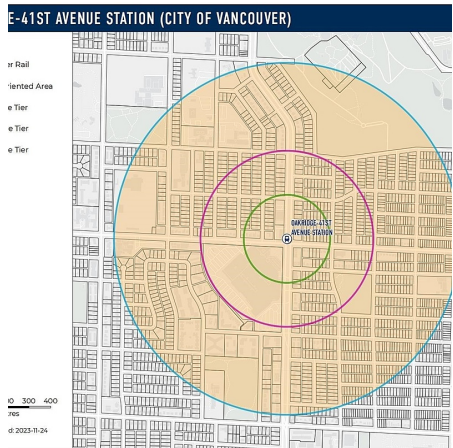 E-41ST AVENUE STATION (CITY OF VANCOUVER)
er Rail
riented Area
e Tier
e Tier
e Tier
OAKRIDGE-41ST
AVENUE STATION
0 300 400
res
d: 2023-11-24